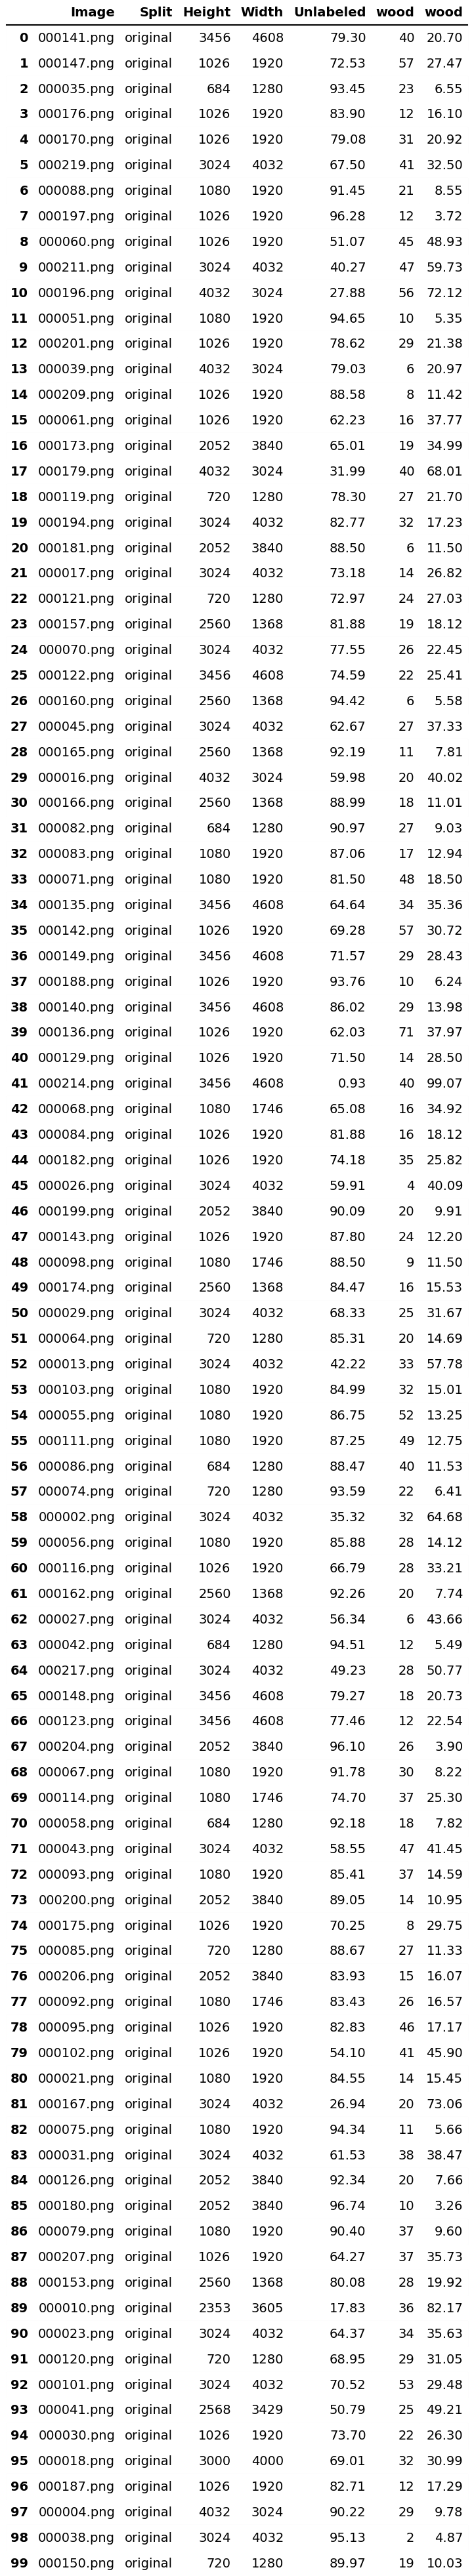 Image Split Height Width Unlabeled wood wood
0 000141.png original 3456 4608 79.30 40 20.70
1 000147.png original 1026 1920 72.53 57 27.47
2 000035.png original 684 1280 93.45 23 6.55
3 000176.png original 1026 1920 83.90 12 16.10
4 000170.png original 1026 1920 79.08 31 20.92
5 000219.png original 3024 4032 67.50 41 32.50
6 000088.png original 1080 1920 91.45 21 8.55
7 000197.png original 1026 1920 96.28 12 3.72
8 000060.png original 1026 1920 51.07 45 48.93
9 000211.png original 3024 4032 40.27 47 59.73
10 000196.png original 4032 3024 27.88 56 72.12
11 000051.png original 1080 1920 94.65 10 5.35
12 000201.png original 1026 1920 78.62 29 21.38
13 000039.png original 4032 3024 79.03 6 20.97
14 000209.png original 1026 1920 88.58 8 11.42
15 000061.png original 1026 1920 62.23 16 37.77
16 000173.png original 2052 3840 65.01 19 34.99
17 000179.png original 4032 3024 31.99 40 68.01
18 000119.png original 720 1280 78.30 27 21.70
19 000194.png original 3024 4032 82.77 32 17.23
20 000181.png original 2052 3840 88.50 6 11.50
21 000017.png original 3024 4032 73.18 14 26.82
22 000121.png original 720 1280 72.97 24 27.03
23 000157.png original 2560 1368 81.88 19 18.12
24 000070.png original 3024 4032 77.55 26 22.45
25 000122.png original 3456 4608 74.59 22 25.41
26 000160.png original 2560 1368 94.42 6 5.58
27 000045.png original 3024 4032 62.67 27 37.33
28 000165.png original 2560 1368 92.19 11 7.81
29 000016.png original 4032 3024 59.98 20 40.02
30 000166.png original 2560 1368 88.99 18 11.01
31 000082.png original 684 1280 90.97 27 9.03
32 000083.png original 1080 1920 87.06 17 12.94
33 000071.png original 1080 1920 81.50 48 18.50
34 000135.png original 3456 4608 64.64 34 35.36
35 000142.png original 1026 1920 69.28 57 30.72
36 000149.png original 3456 4608 71.57 29 28.43
37 000188.png original 1026 1920 93.76 10 6.24
38 000140.png original 3456 4608 86.02 29 13.98
39 000136.png original 1026 1920 62.03 71 37.97
40 000129.png original 1026 1920 71.50 14 28.50
41 000214.png original 3456 4608 0.93 40 99.07
42 000068.png original 1080 1746 65.08 16 34.92
43 000084.png original 1026 1920 81.88 16 18.12
44 000182.png original 1026 1920 74.18 35 25.82
45 000026.png original 3024 4032 59.91 4 40.09
46 000199.png original 2052 3840 90.09 20 9.91
47 000143.png original 1026 1920 87.80 24 12.20
48 000098.png original 1080 1746 88.50 9 11.50
49 000174.png original 2560 1368 84.47 16 15.53
50 000029.png original 3024 4032 68.33 25 31.67
51 000064.png original 720 1280 85.31 20 14.69
52 000013.png original 3024 4032 42.22 33 57.78
53 000103.png original 1080 1920 84.99 32 15.01
54 000055.png original 1080 1920 86.75 52 13.25
55 000111.png original 1080 1920 87.25 49 12.75
56 000086.png original 684 1280 88.47 40 11.53
57 000074.png original 720 1280 93.59 22 6.41
58 000002.png original 3024 4032 35.32 32 64.68
59 000056.png original 1080 1920 85.88 28 14.12
60 000116.png original 1026 1920 66.79 28 33.21
61 000162.png original 2560 1368 92.26 20 7.74
62 000027.png original 3024 4032 56.34 6 43.66
63 000042.png original 684 1280 94.51 12 5.49
64 000217.png original 3024 4032 49.23 28 50.77
65 000148.png original 3456 4608 79.27 18 20.73
66 000123.png original 3456 4608 77.46 12 22.54
67 000204.png original 2052 3840 96.10 26 3.90
68 000067.png original 1080 1920 91.78 30 8.22
69 000114.png original 1080 1746 74.70 37 25.30
70 000058.png original 684 1280 92.18 18 7.82
71 000043.png original 3024 4032 58.55 47 41.45
72 000093.png original 1080 1920 85.41 37 14.59
73 000200.png original 2052 3840 89.05 14 10.95
74 000175.png original 1026 1920 70.25 8 29.75
75 000085.png original 720 1280 88.67 27 11.33
76 000206.png original 2052 3840 83.93 15 16.07
77 000092.png original 1080 1746 83.43 26 16.57
78 000095.png original 1026 1920 82.83 46 17.17
79 000102.png original 1026 1920 54.10 41 45.90
80 000021.png original 1080 1920 84.55 14 15.45
81 000167.png original 3024 4032 26.94 20 73.06
82 000075.png original 1080 1920 94.34 11 5.66
83 000031.png original 3024 4032 61.53 38 38.47
84 000126.png original 2052 3840 92.34 20 7.66
85 000180.png original 2052 3840 96.74 10 3.26
86 000079.png original 1080 1920 90.40 37 9.60
87 000207.png original 1026 1920 64.27 37 35.73
88 000153.png original 2560 1368 80.08 28 19.92
89 000010.png original 2353 3605 17.83 36 82.17
90 000023.png original 3024 4032 64.37 34 35.63
91 000120.png original 720 1280 68.95 29 31.05
92 000101.png original 3024 4032 70.52 53 29.48
93 000041.png original 2568 3429 50.79 25 49.21
94 000030.png original 1026 1920 73.70 22 26.30
95 000018.png original 3000 4000 69.01 32 30.99
96 000187.png original 1026 1920 82.71 12 17.29
97 000004.png original 4032 3024 90.22 29 9.78
98 000038.png original 3024 4032 95.13 2 4.87
99 000150.png original 720 1280 89.97 19 10.03